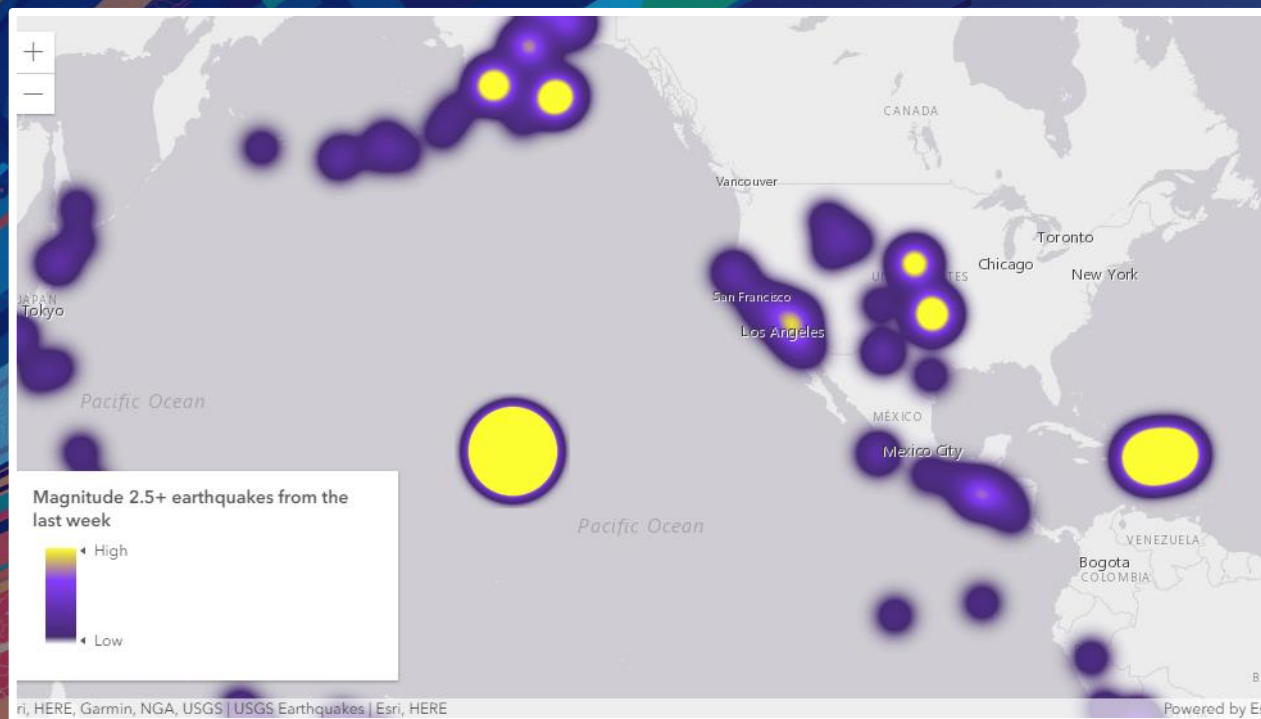 +
−
CANADA
Vancouver
Toronto
Chicago
New York
San Francisco
Los Angeles
JAPAN
Tokyo
Pacific Ocean
MÉXICO
Mexico City
Pacific Ocean
VENEZUELA
Bogota
COLOMBIA
Magnitude 2.5+ earthquakes from the
last week
High
Low
ri, HERE, Garmin, NGA, USGS | USGS Earthquakes | Esri, HERE
Powered by Es